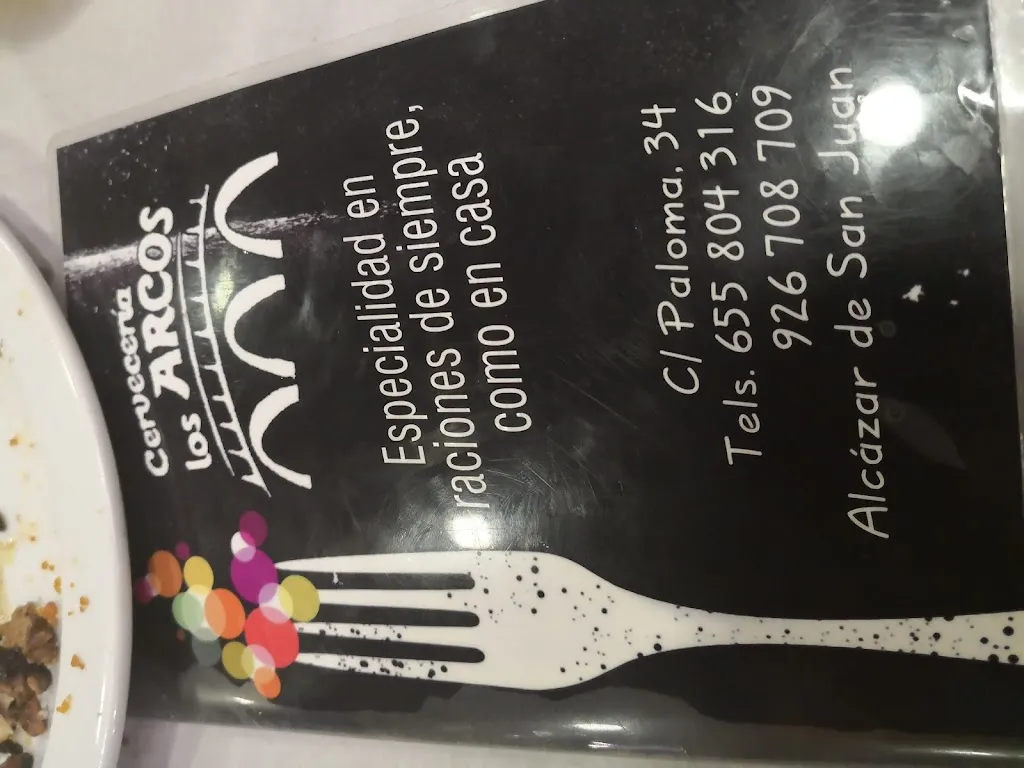 Cervecería
Los ARCOS
Especialidad en
raciones de siempre,
como en casa
C/ Paloma, 34
Tels. 655 804 316
926 708 709
Alcázar de San Juan